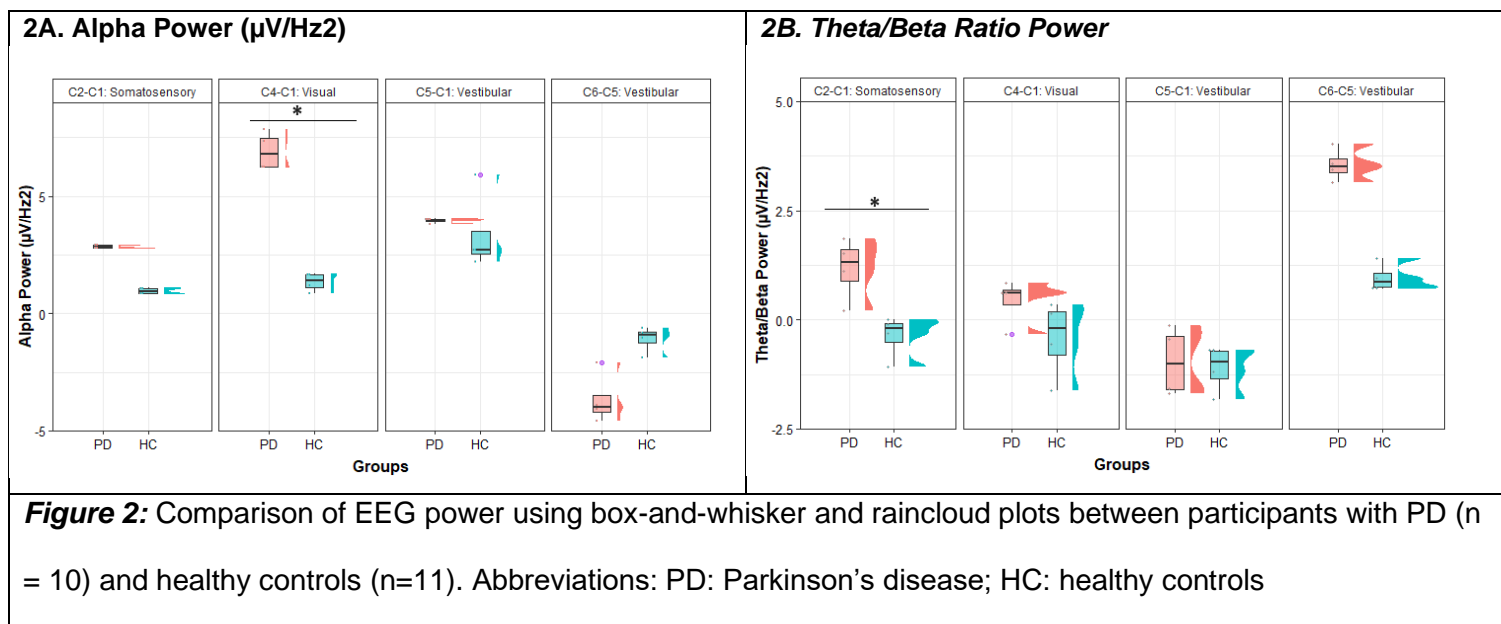 2A. Alpha Power (µV/Hz2)
C2-C1: Somatosensory
C4-C1: Visual
C5-C1: Vestibular
C6-C5: Vestibular
*
Alpha Power (µV/Hz2)
5
0
-5
PD
HC
PD
HC
PD
HC
PD
HC
Groups
2B. Theta/Beta Ratio Power
C2-C1: Somatosensory
C4-C1: Visual
C5-C1: Vestibular
C6-C5: Vestibular
*
Theta/Beta Power (µV/Hz2)
5.0
2.5
0.0
-2.5
PD
HC
PD
HC
PD
HC
PD
HC
Groups
Figure 2: Comparison of EEG power using box-and-whisker and raincloud plots between participants with PD (n
= 10) and healthy controls (n=11). Abbreviations: PD: Parkinson’s disease; HC: healthy controls